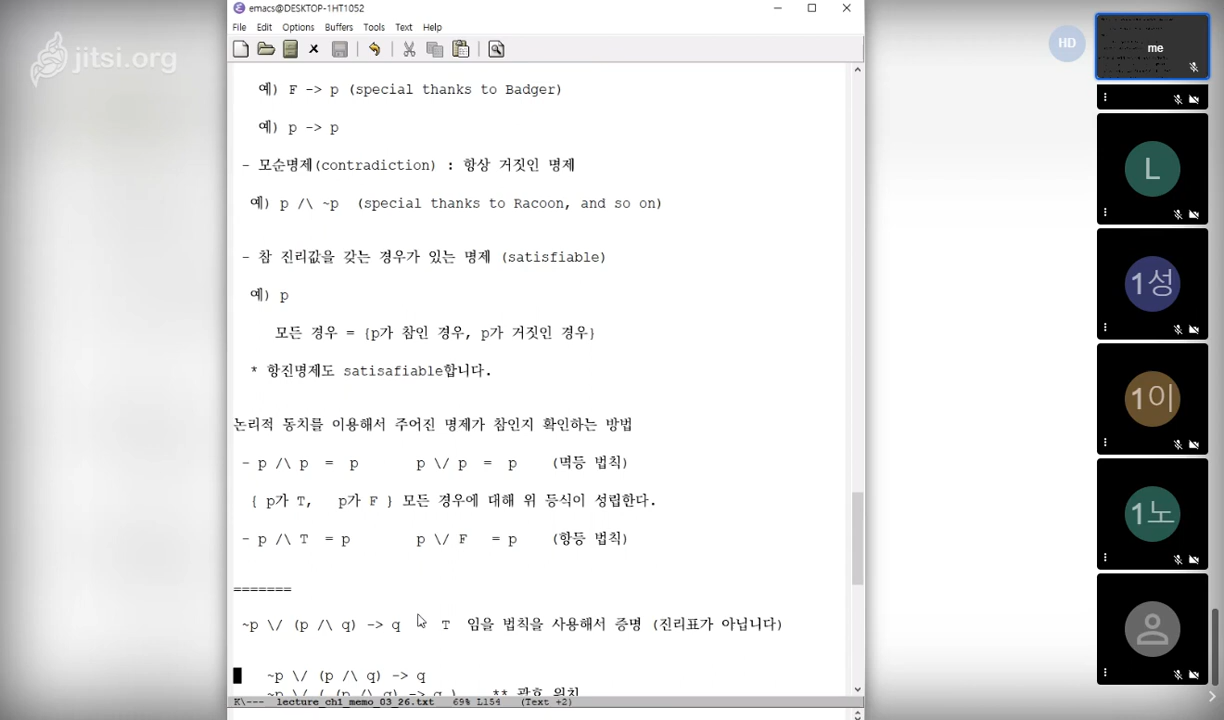 emacs@DESKTOP-1HT1052
File Edit Options Buffers Tools Text Help
jitsi.org
예) F -> p (special thanks to Badger)
예) p -> p
- 모순명제(contradiction) : 항상 거짓인 명제
예) p /\ ~p (special thanks to Racoon, and so on)
- 참 진리값을 갖는 경우가 있는 명제 (satisfiable)
예) p
모든 경우 = {p가 참인 경우, p가 거짓인 경우}
* 항진명제도 satisafiable합니다.
논리적 동치를 이용해서 주어진 명제가 참인지 확인하는 방법
- p /\ p = p p \/ p = p (멱등 법칙)
{ p가 T, p가 F } 모든 경우에 대해 위 등식이 성립한다.
- p /\ T = p p \/ F = p (항등 법칙)
=======
~p \/ (p /\ q) -> q T 임을 법칙을 사용해서 증명 (진리표가 아닙니다)
~p \/ (p /\ q) -> q
~p \/ ( (p /\ q) -> q ) ** 괄호 위치
K\--- lecture_ch1_memo_03_26.txt 69% L154 (Text +2)
HD
me
L
1성
1이
1노